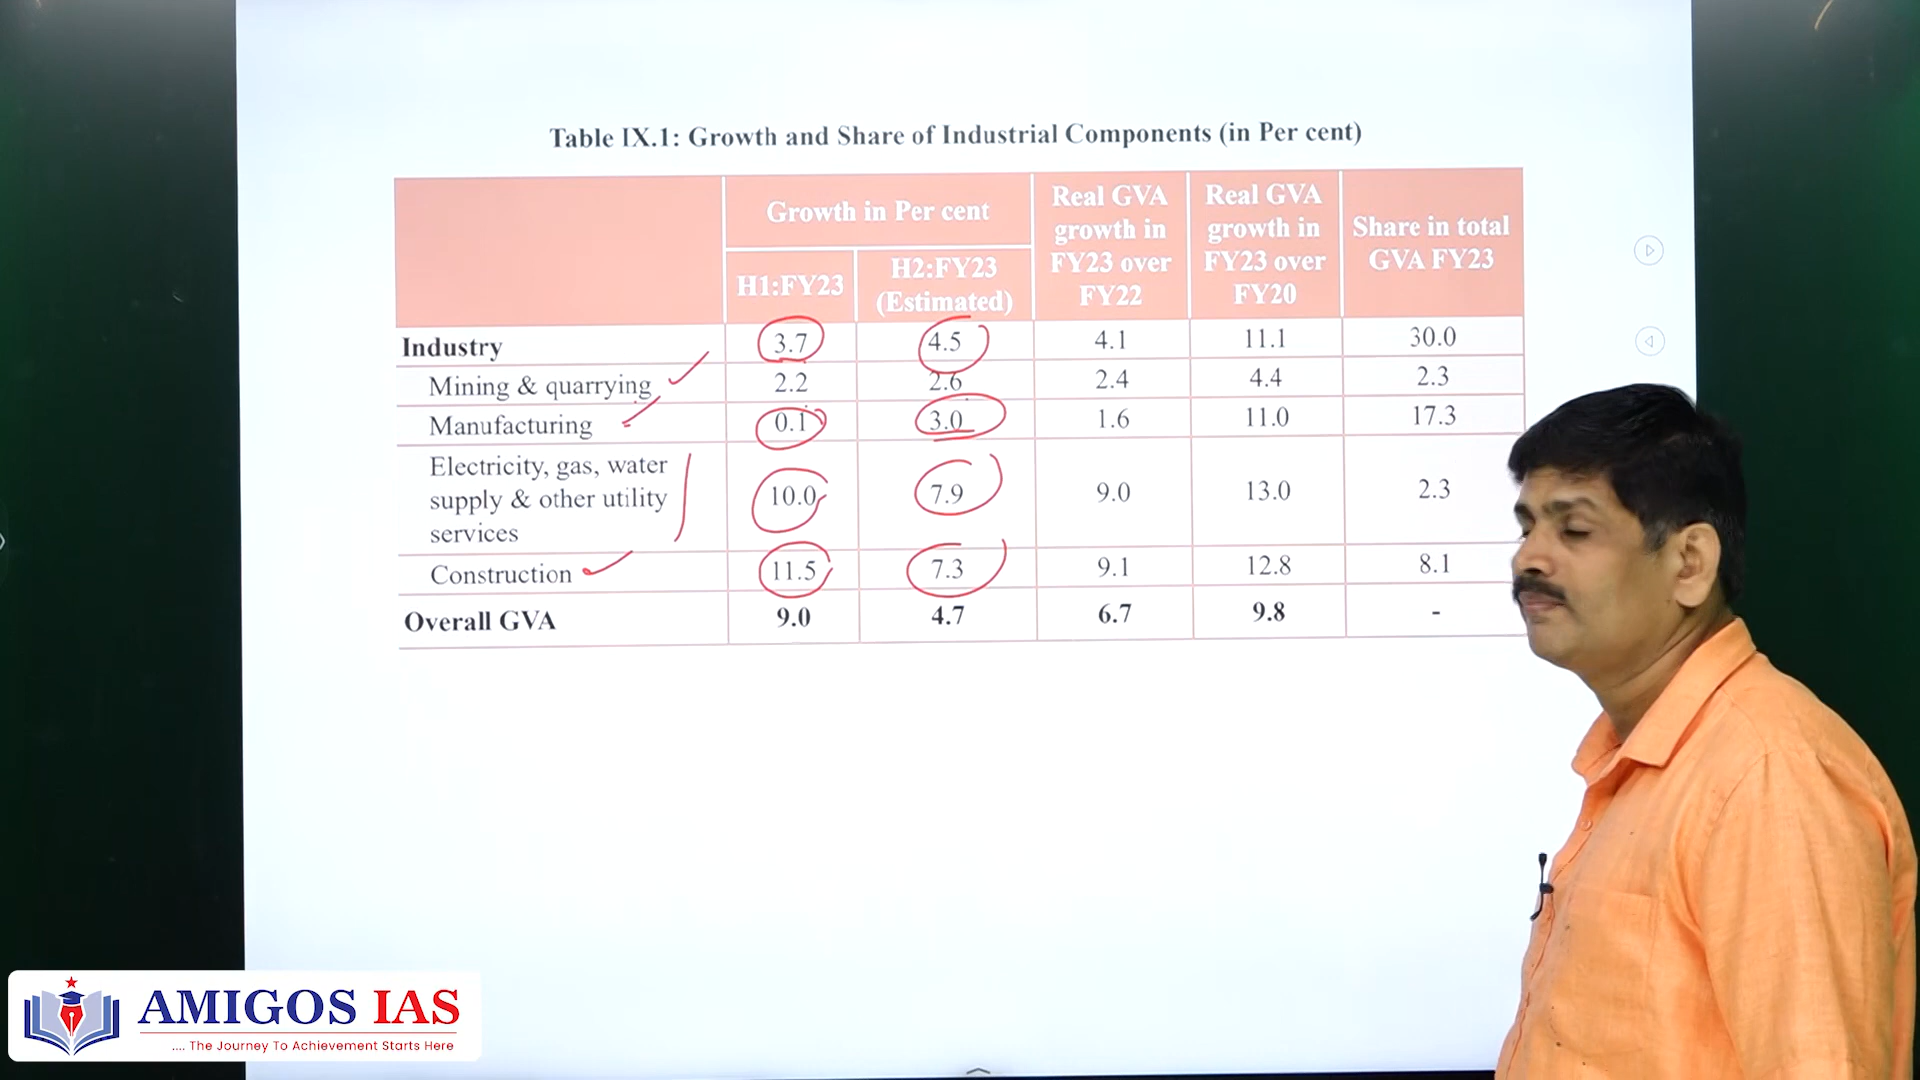 Table IX.1: Growth and Share of Industrial Components (in Per cent)
Growth in Per cent
Real GVA growth in FY23 over FY22
Real GVA growth in FY23 over FY20
Share in total GVA FY23
H1:FY23
H2:FY23 (Estimated)
Industry 3.7 4.5 4.1 11.1 30.0
Mining & quarrying 2.2 2.6 2.4 4.4 2.3
Manufacturing 0.1 3.0 1.6 11.0 17.3
Electricity, gas, water
supply & other utility 10.0 7.9 9.0 13.0 2.3
services
Construction 11.5 7.3 9.1 12.8 8.1
Overall GVA 9.0 4.7 6.7 9.8 -
AMIGOS IAS
.... The Journey To Achievement Starts Here